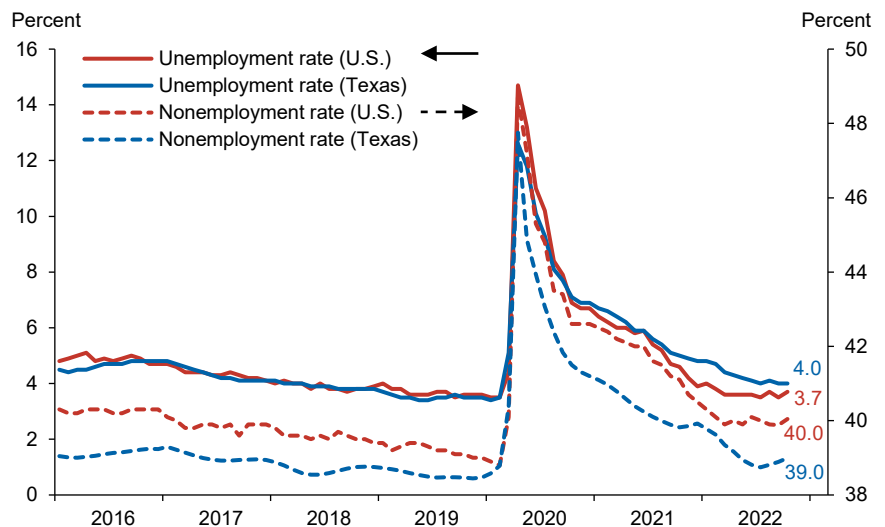 Percent Percent
16 50
Unemployment rate (U.S.)
Unemployment rate (Texas)
14
Nonemployment rate (U.S.) 48
Nonemployment rate (Texas)
12
46
10
8 44
6
42
4.0
4
3.7
40
2 40.0
39.0
0 38
2016 2017 2018 2019 2020 2021 2022